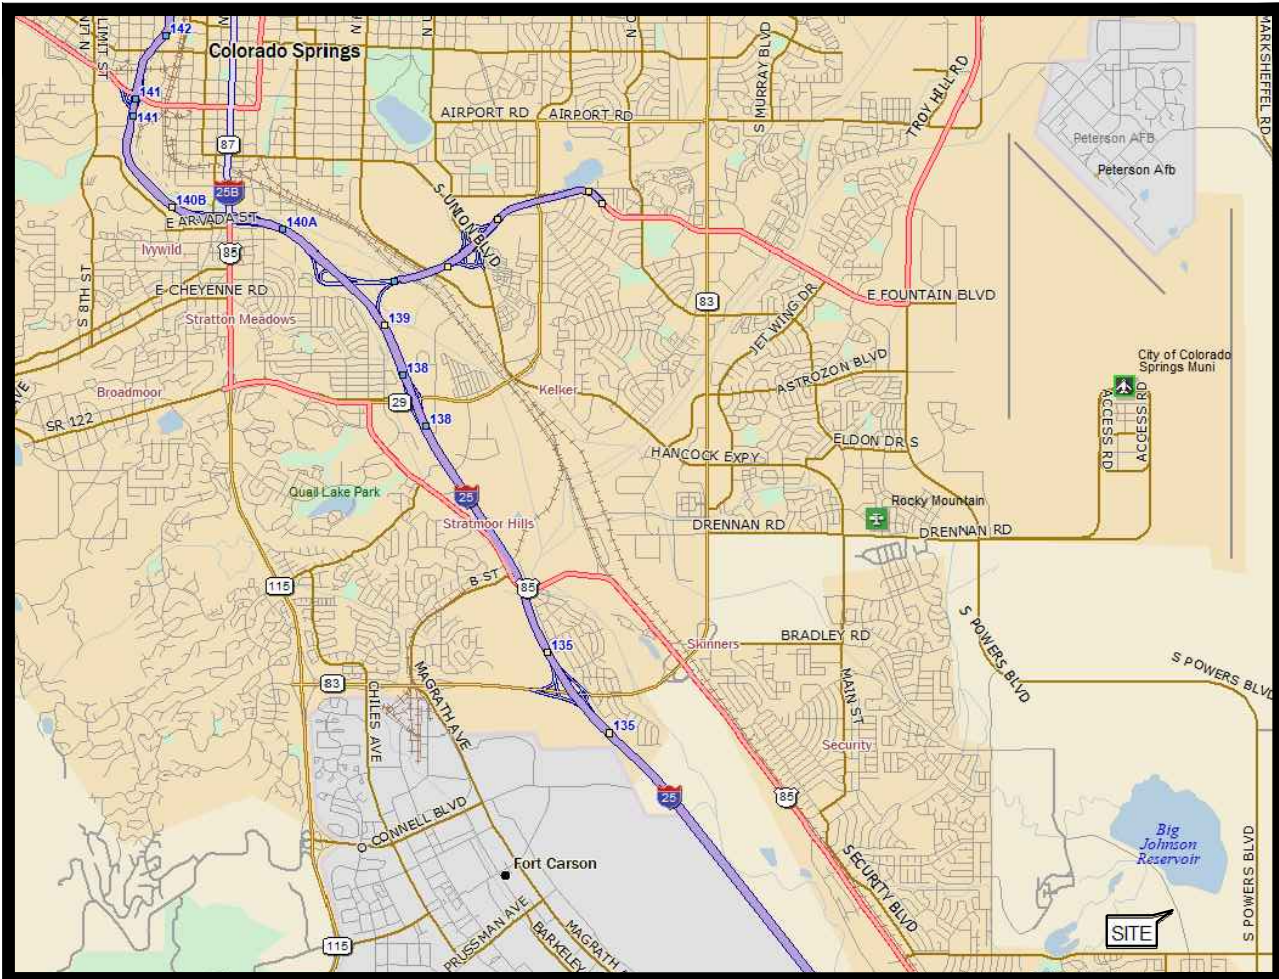 142
LIMIT ST
Colorado Springs
141
141
AIRPORT RD
AIRPORT RD
S MURRAY BLVD
TROY HILL RD
MARKSHEFFEL RD
Peterson AFB
Peterson Afb
87
25B
140B
E ARVADA ST
140A
S UNION BLVD
Ivywild
85
S 8TH ST
E CHEYENNE RD
Stratton Meadows
139
83
E FOUNTAIN BLVD
JET WING DR
138
ASTROZON BLVD
City of Colorado
Springs Muni
ACCESS RD
ACCESS RD
Broadmoor
Kelker
AVE
29
SR 122
138
ELDON DR S
HANCOCK EXPY
Quail Lake Park
25
Rocky Mountain
Stratmoor Hills
DRENNAN RD
DRENNAN RD
B ST
85
115
S POWERS BLVD
135
Skinners
BRADLEY RD
S POWERS BLVD
83
CHILES AVE
MAGRATH AVE
MAIN ST
135
Security
25
85
O CONNELL BLVD
Big
Johnson
Reservoir
S POWERS BLVD
Fort Carson
SECURITY BLVD
115
PRUSSMAN AVE
BARKELEY
MAGRATH A
SITE